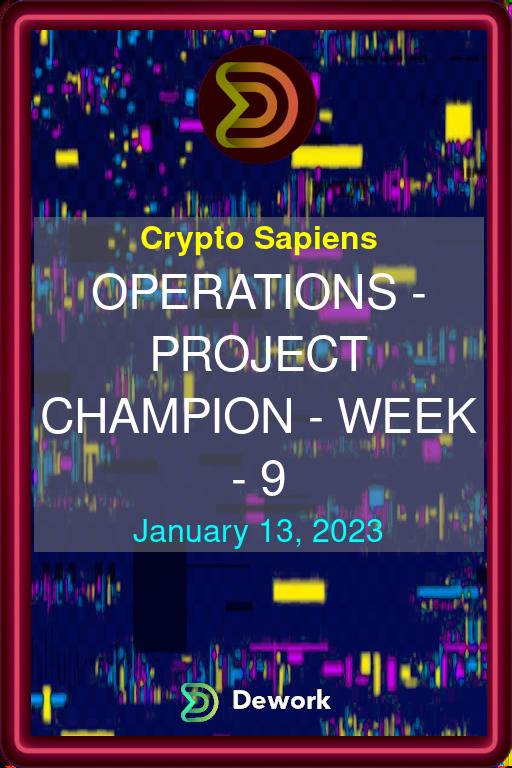 Crypto Sapiens
OPERATIONS -
PROJECT
CHAMPION - WEEK
- 9
January 13, 2023
Dework